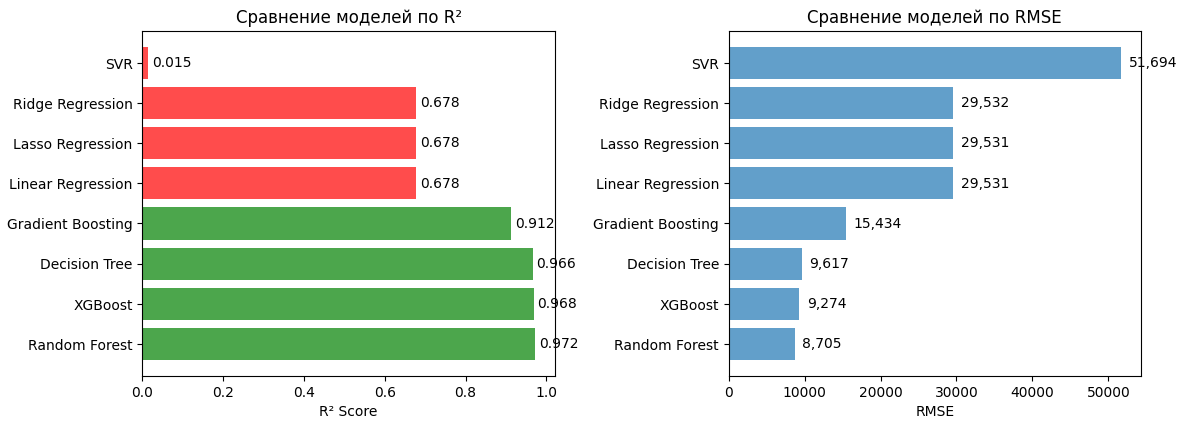 Сравнение моделей по R²
SVR 0.015
Ridge Regression 0.678
Lasso Regression 0.678
Linear Regression 0.678
Gradient Boosting 0.912
Decision Tree 0.966
XGBoost 0.968
Random Forest 0.972
0.0 0.2 0.4 0.6 0.8 1.0
R² Score
Сравнение моделей по RMSE
SVR 51,694
Ridge Regression 29,532
Lasso Regression 29,531
Linear Regression 29,531
Gradient Boosting 15,434
Decision Tree 9,617
XGBoost 9,274
Random Forest 8,705
0 10000 20000 30000 40000 50000
RMSE